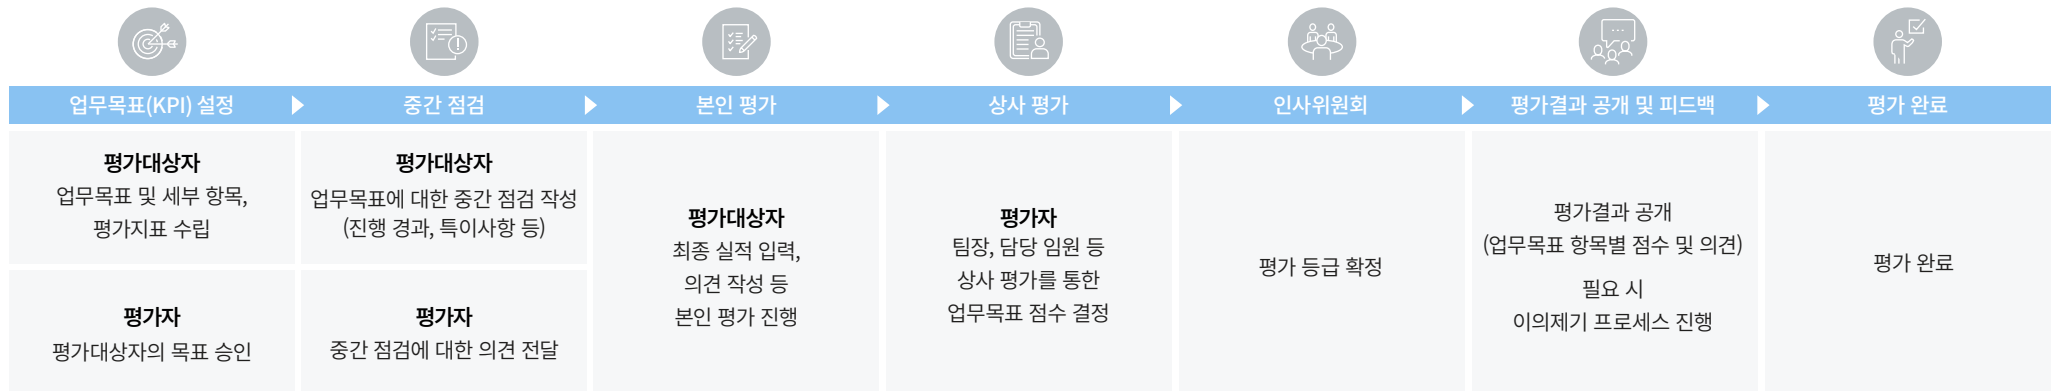 업무목표(KPI) 설정
중간 점검
본인 평가
상사 평가
인사위원회
평가결과 공개 및 피드백
평가 완료
평가대상자
업무목표 및 세부 항목,
평가지표 수립
평가자
평가대상자의 목표 승인
평가대상자
업무목표에 대한 중간 점검 작성
(진행 경과, 특이사항 등)
평가자
중간 점검에 대한 의견 전달
평가대상자
최종 실적 입력,
의견 작성 등
본인 평가 진행
평가자
팀장, 담당 임원 등
상사 평가를 통한
업무목표 점수 결정
평가 등급 확정
평가결과 공개
(업무목표 항목별 점수 및 의견)
필요 시
이의제기 프로세스 진행
평가 완료